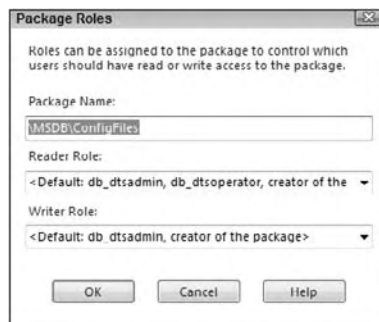 Package Roles
Roles can be assigned to the package to control which
users should have read or write access to the package.
Package Name:
\MSDB\ConfigFiles
Reader Role:
<Default: db_dtsadmin, db_dtsoperator, creator of the
Writer Role:
<Default: db_dtsadmin, creator of the package>
OK Cancel Help